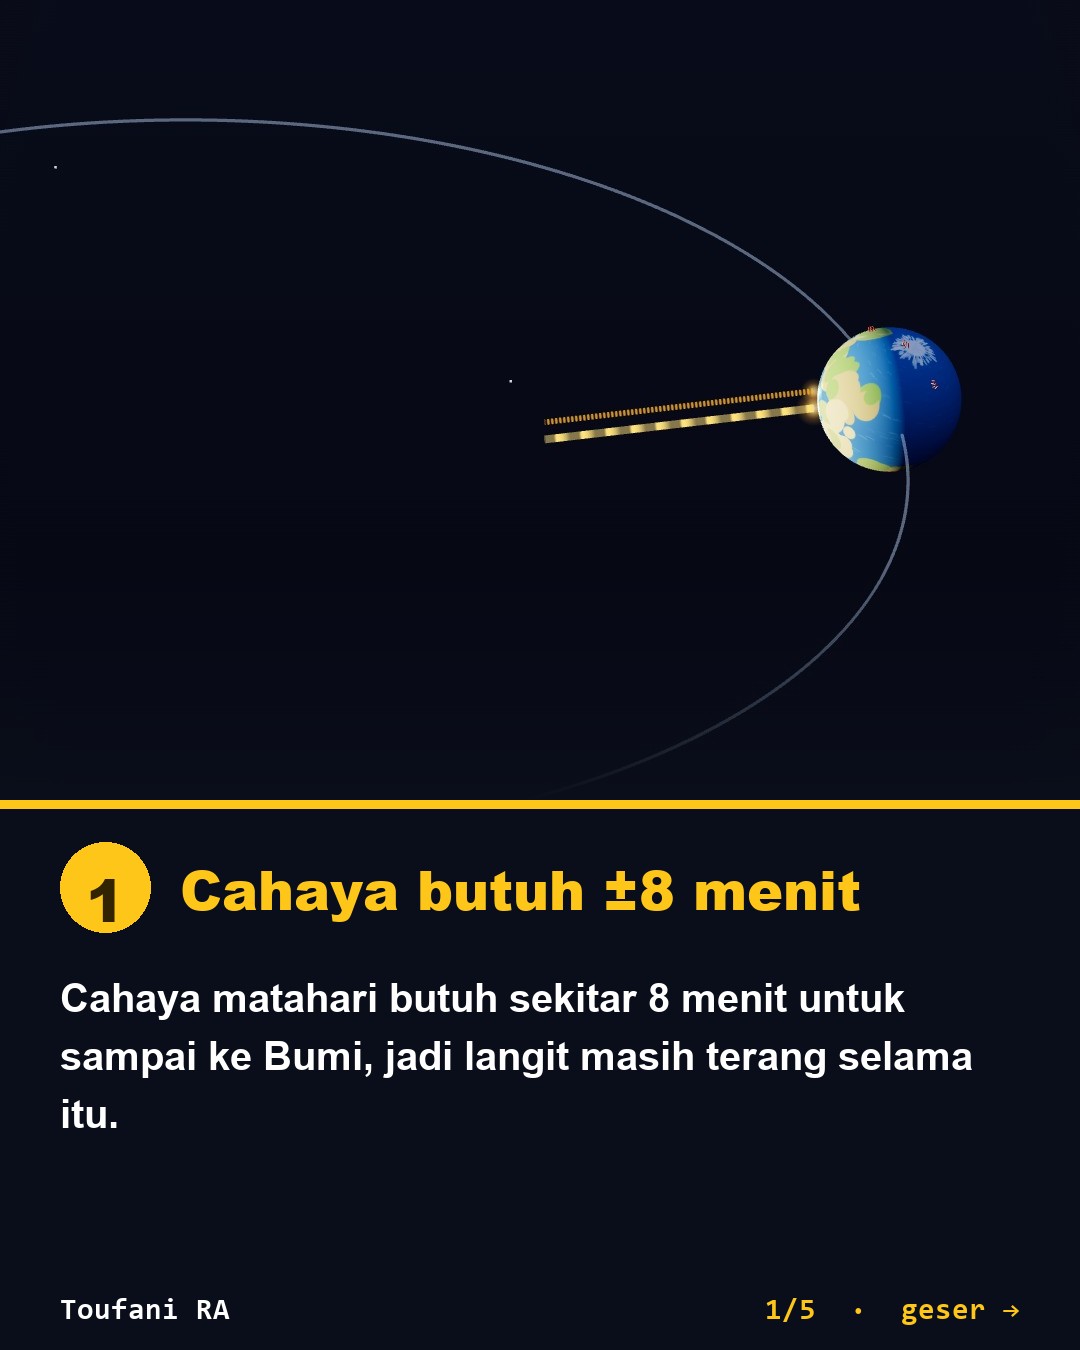 1
Cahaya butuh ±8 menit
Cahaya matahari butuh sekitar 8 menit untuk
sampai ke Bumi, jadi langit masih terang selama
itu.
Toufani RA
1/5 · geser →